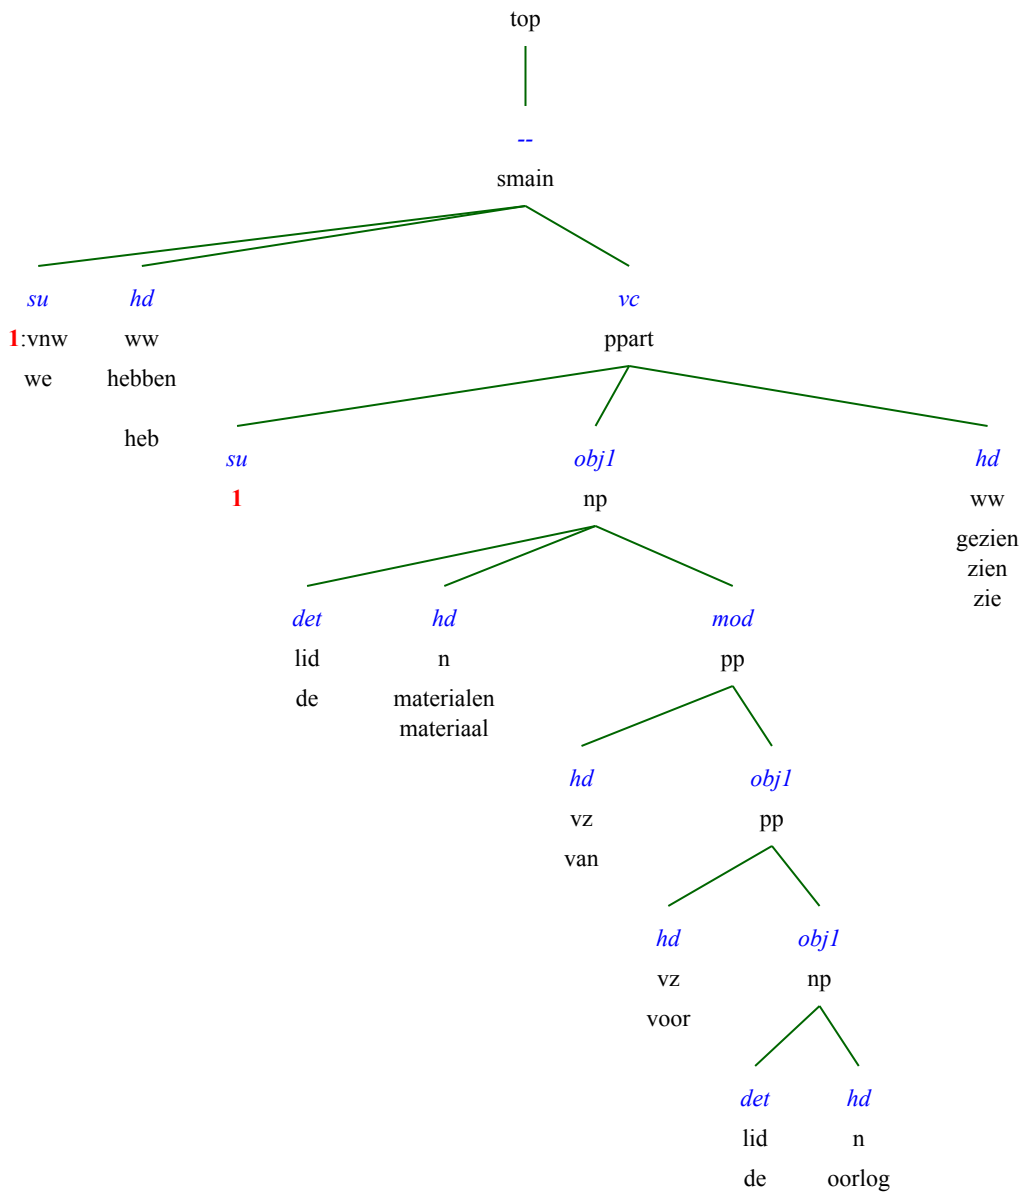 top
--
smain
su hd vc
1:vnw ww ppart
we hebben
heb
su obj1 hd
1 np ww
gezien
zien
zie
det hd mod
lid n pp
de materialen
materiaal
hd obj1
vz pp
van
hd obj1
vz np
voor
det hd
lid n
de oorlog